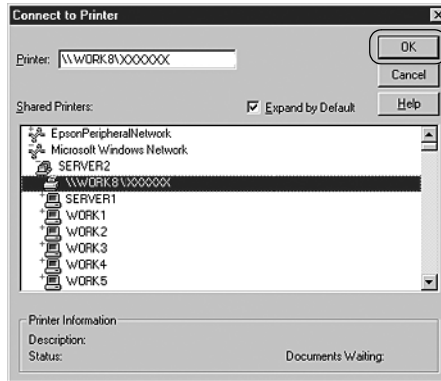 Connect to Printer
Printer: \\WORK8\XXXXXX
OK
Cancel
Shared Printers:
Expand by Default
Help
EpsonPeripheralNetwork
Microsoft Windows Network
SERVER2
\\WORK8\XXXXXX
SERVER1
WORK1
WORK2
WORK3
WORK4
WORK5
Printer Information
Description:
Status:
Documents Waiting: